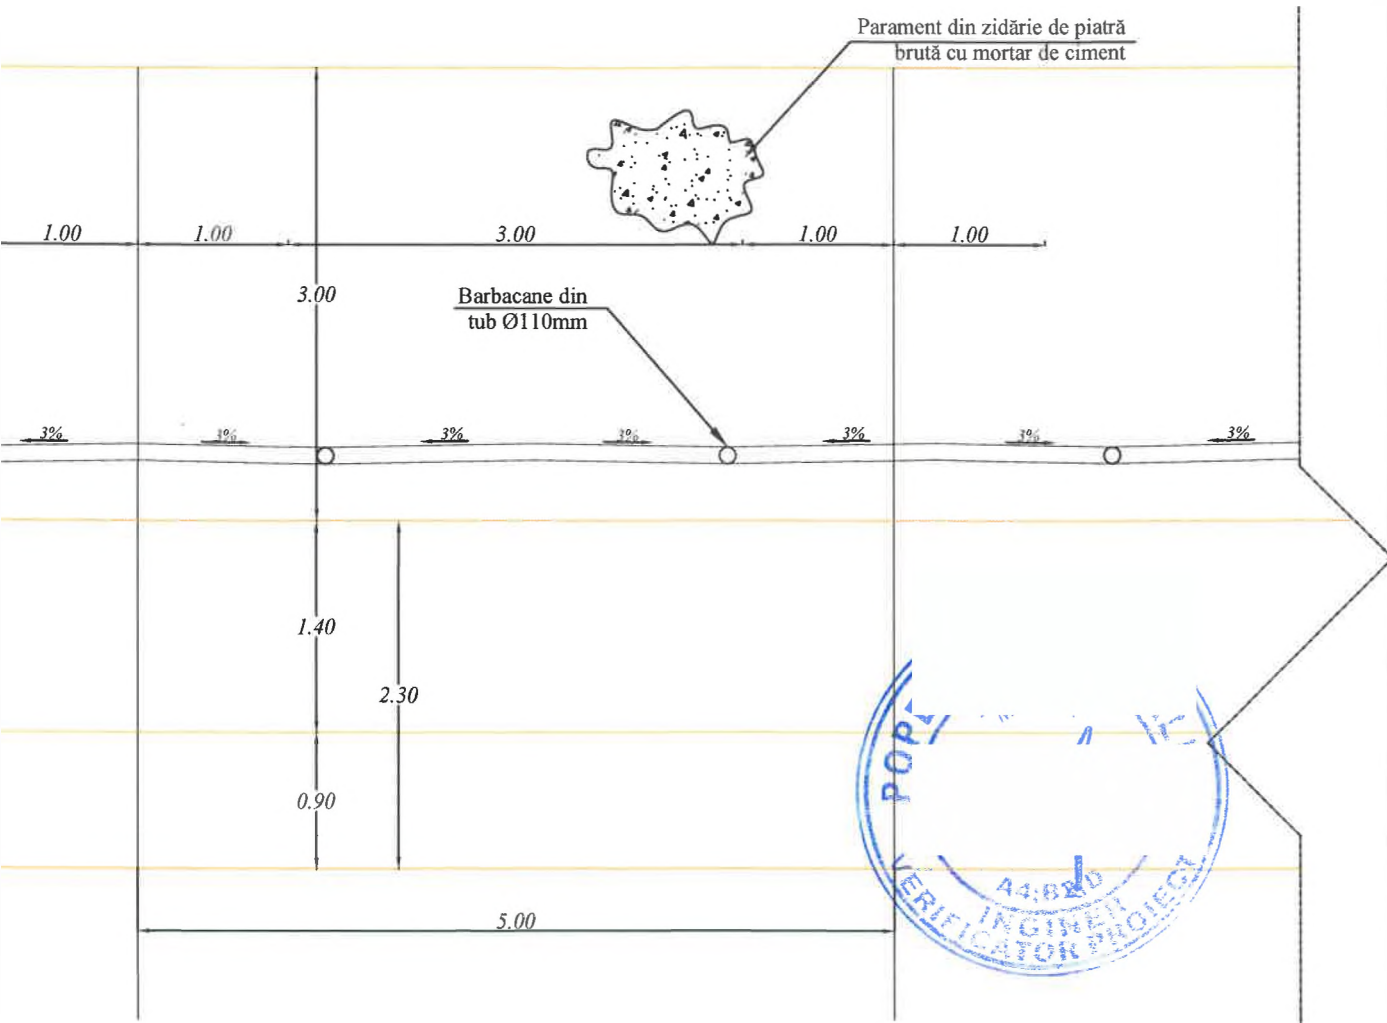 Parament din zidărie de piatră
brută cu mortar de ciment
1.00
1.00
3.00
1.00
1.00
3.00
Barbacane din
tub Ø110mm
3%
3%
3%
3%
3%
3%
3%
1.40
2.30
0.90
5.00
POP
INGINER
VERIFICATOR PROIECT